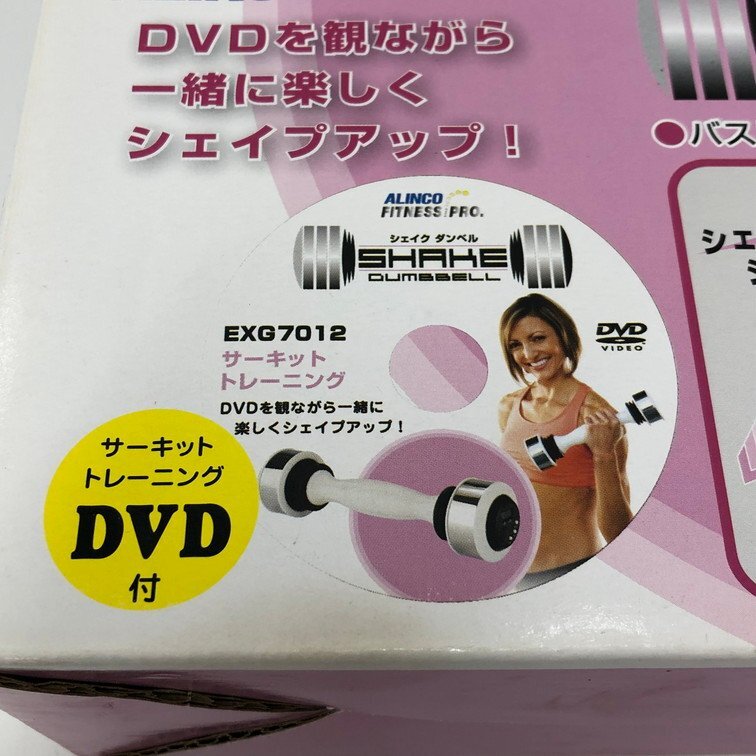 DVDを観ながら
一緒に楽しく
シェイプアップ！
●バス
シェ
ALINCO
FITNESS PRO.
シェイク ダンベル
SHAKE
DUMBBELL
EXG7012
サーキット
トレーニング
DVDを観ながら一緒に
楽しくシェイプアップ！
DVD
VIDEO
サーキット
トレーニング
DVD
付